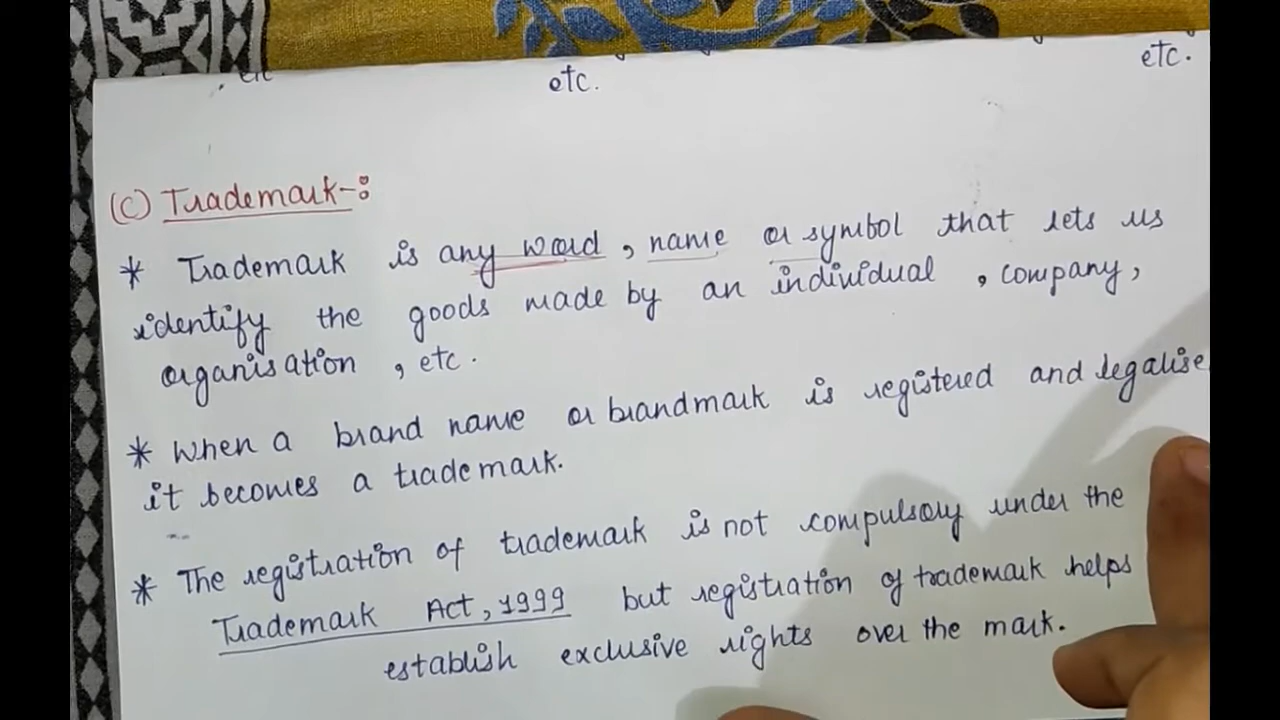 etc etc. etc.
(C) Trademark-:
* Trademark is any word, name or symbol that lets us
identify the goods made by an individual, company,
organisation, etc.
* When a brand name or brandmark is registered and legalise
it becomes a trademark.
* The registration of trademark is not compulsory under the
Trademark Act, 1999 but registration of trademark helps
establish exclusive rights over the mark.